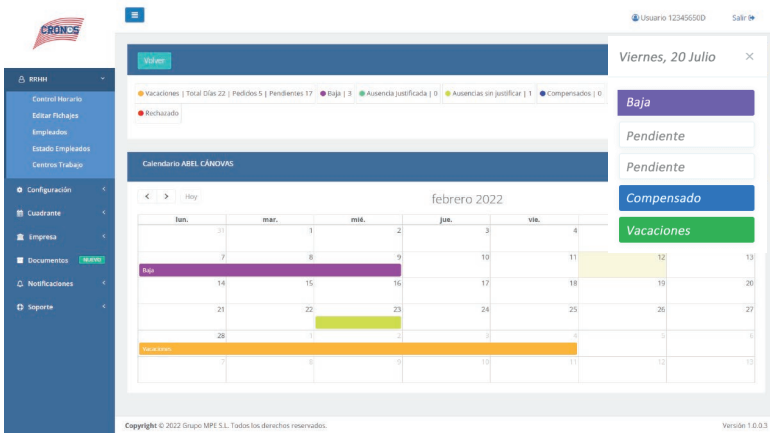 CRONOS
Usuario 12345650D
Salir
RRHH
Control Horario
Editar Fichajes
Empleados
Estado Empleados
Centros Trabajo
Configuración
Cuadrante
Empresa
Documentos NUEVO
Notificaciones
Soporte
Volver
Vacaciones | Total Días 22 | Pedidos 5 | Pendientes 17
Baja | 3
Ausencia Justificada | 0
Ausencias sin justificar | 1
Compensados | 0
Rechazado
Viernes, 20 Julio ×
Baja
Pendiente
Pendiente
Compensado
Vacaciones
Calendario ABEL CÁNOVAS
< > Hoy
febrero 2022
lun. mar. mié. jue. vie.
31 1 2 3 4
7 8 9 10 11 12 13
Baja
14 15 16 17 18 19 20
21 22 23 24 25 26 27
28 1 2 3 4 5 6
Vacaciones
7 8 9 10 11 12 13
Copyright © 2022 Grupo MPE S.L. Todos los derechos reservados.
Versión 1.0.0.3